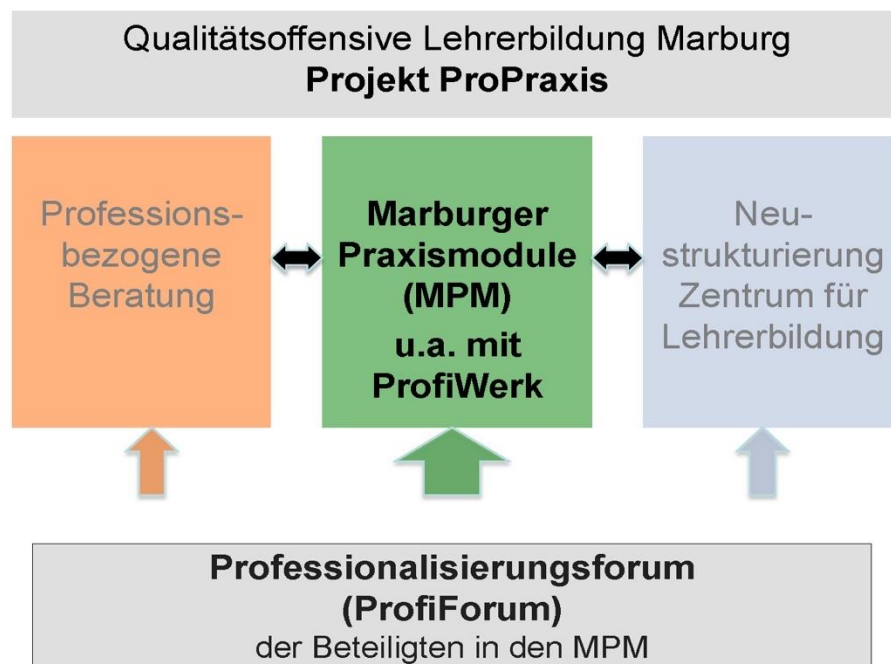 Qualitätsoffensive Lehrerbildung Marburg
Projekt ProPraxis
Professions-
bezogene
Beratung
Marburger
Praxismodule
(MPM)
u.a. mit
ProfiWerk
Neu-
strukturierung
Zentrum für
Lehrerbildung
Professionalisierungsforum
(ProfiForum)
der Beteiligten in den MPM